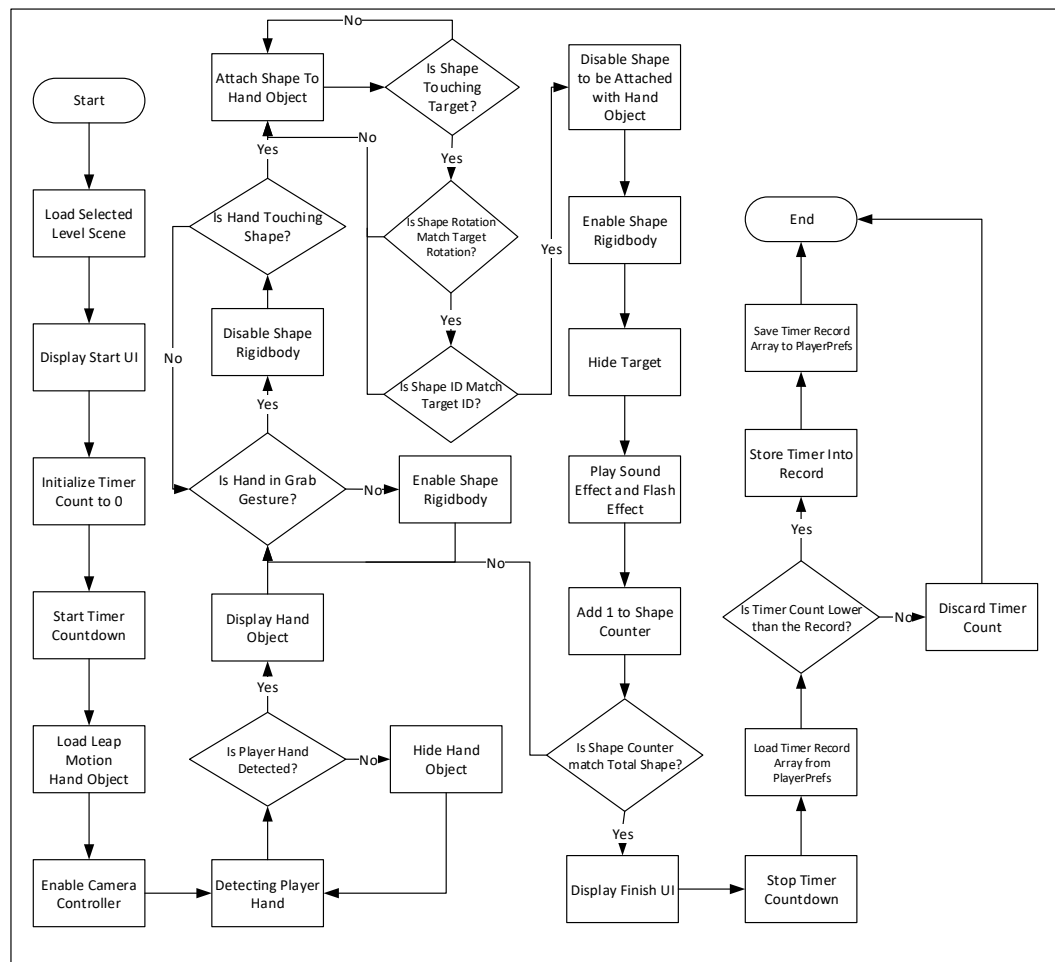 Start
Load Selected
Level Scene
Display Start UI
Initialize Timer
Count to 0
Start Timer
Countdown
Load Leap
Motion
Hand Object
Enable Camera
Controller
Detecting Player
Hand
Is Player Hand
Detected?
No
Hide Hand
Object
Yes
Display Hand
Object
Is Hand in Grab
Gesture?
No
Enable Shape
Rigidbody
Yes
Disable Shape
Rigidbody
Is Hand Touching
Shape?
No
Yes
Attach Shape To
Hand Object
Is Shape
Touching
Target?
No
Yes
Is Shape Rotation
Match Target
Rotation?
No
Yes
Is Shape ID Match
Target ID?
Yes
Disable Shape
to be Attached
with Hand
Object
Enable Shape
Rigidbody
Hide Target
Play Sound
Effect and Flash
Effect
Add 1 to Shape
Counter
Is Shape Counter
match Total Shape?
No
Yes
Display Finish UI
Stop Timer
Countdown
Load Timer Record
Array from
PlayerPrefs
Is Timer Count Lower
than the Record?
No
Discard Timer
Count
Yes
Store Timer Into
Record
Save Timer Record
Array to PlayerPrefs
End